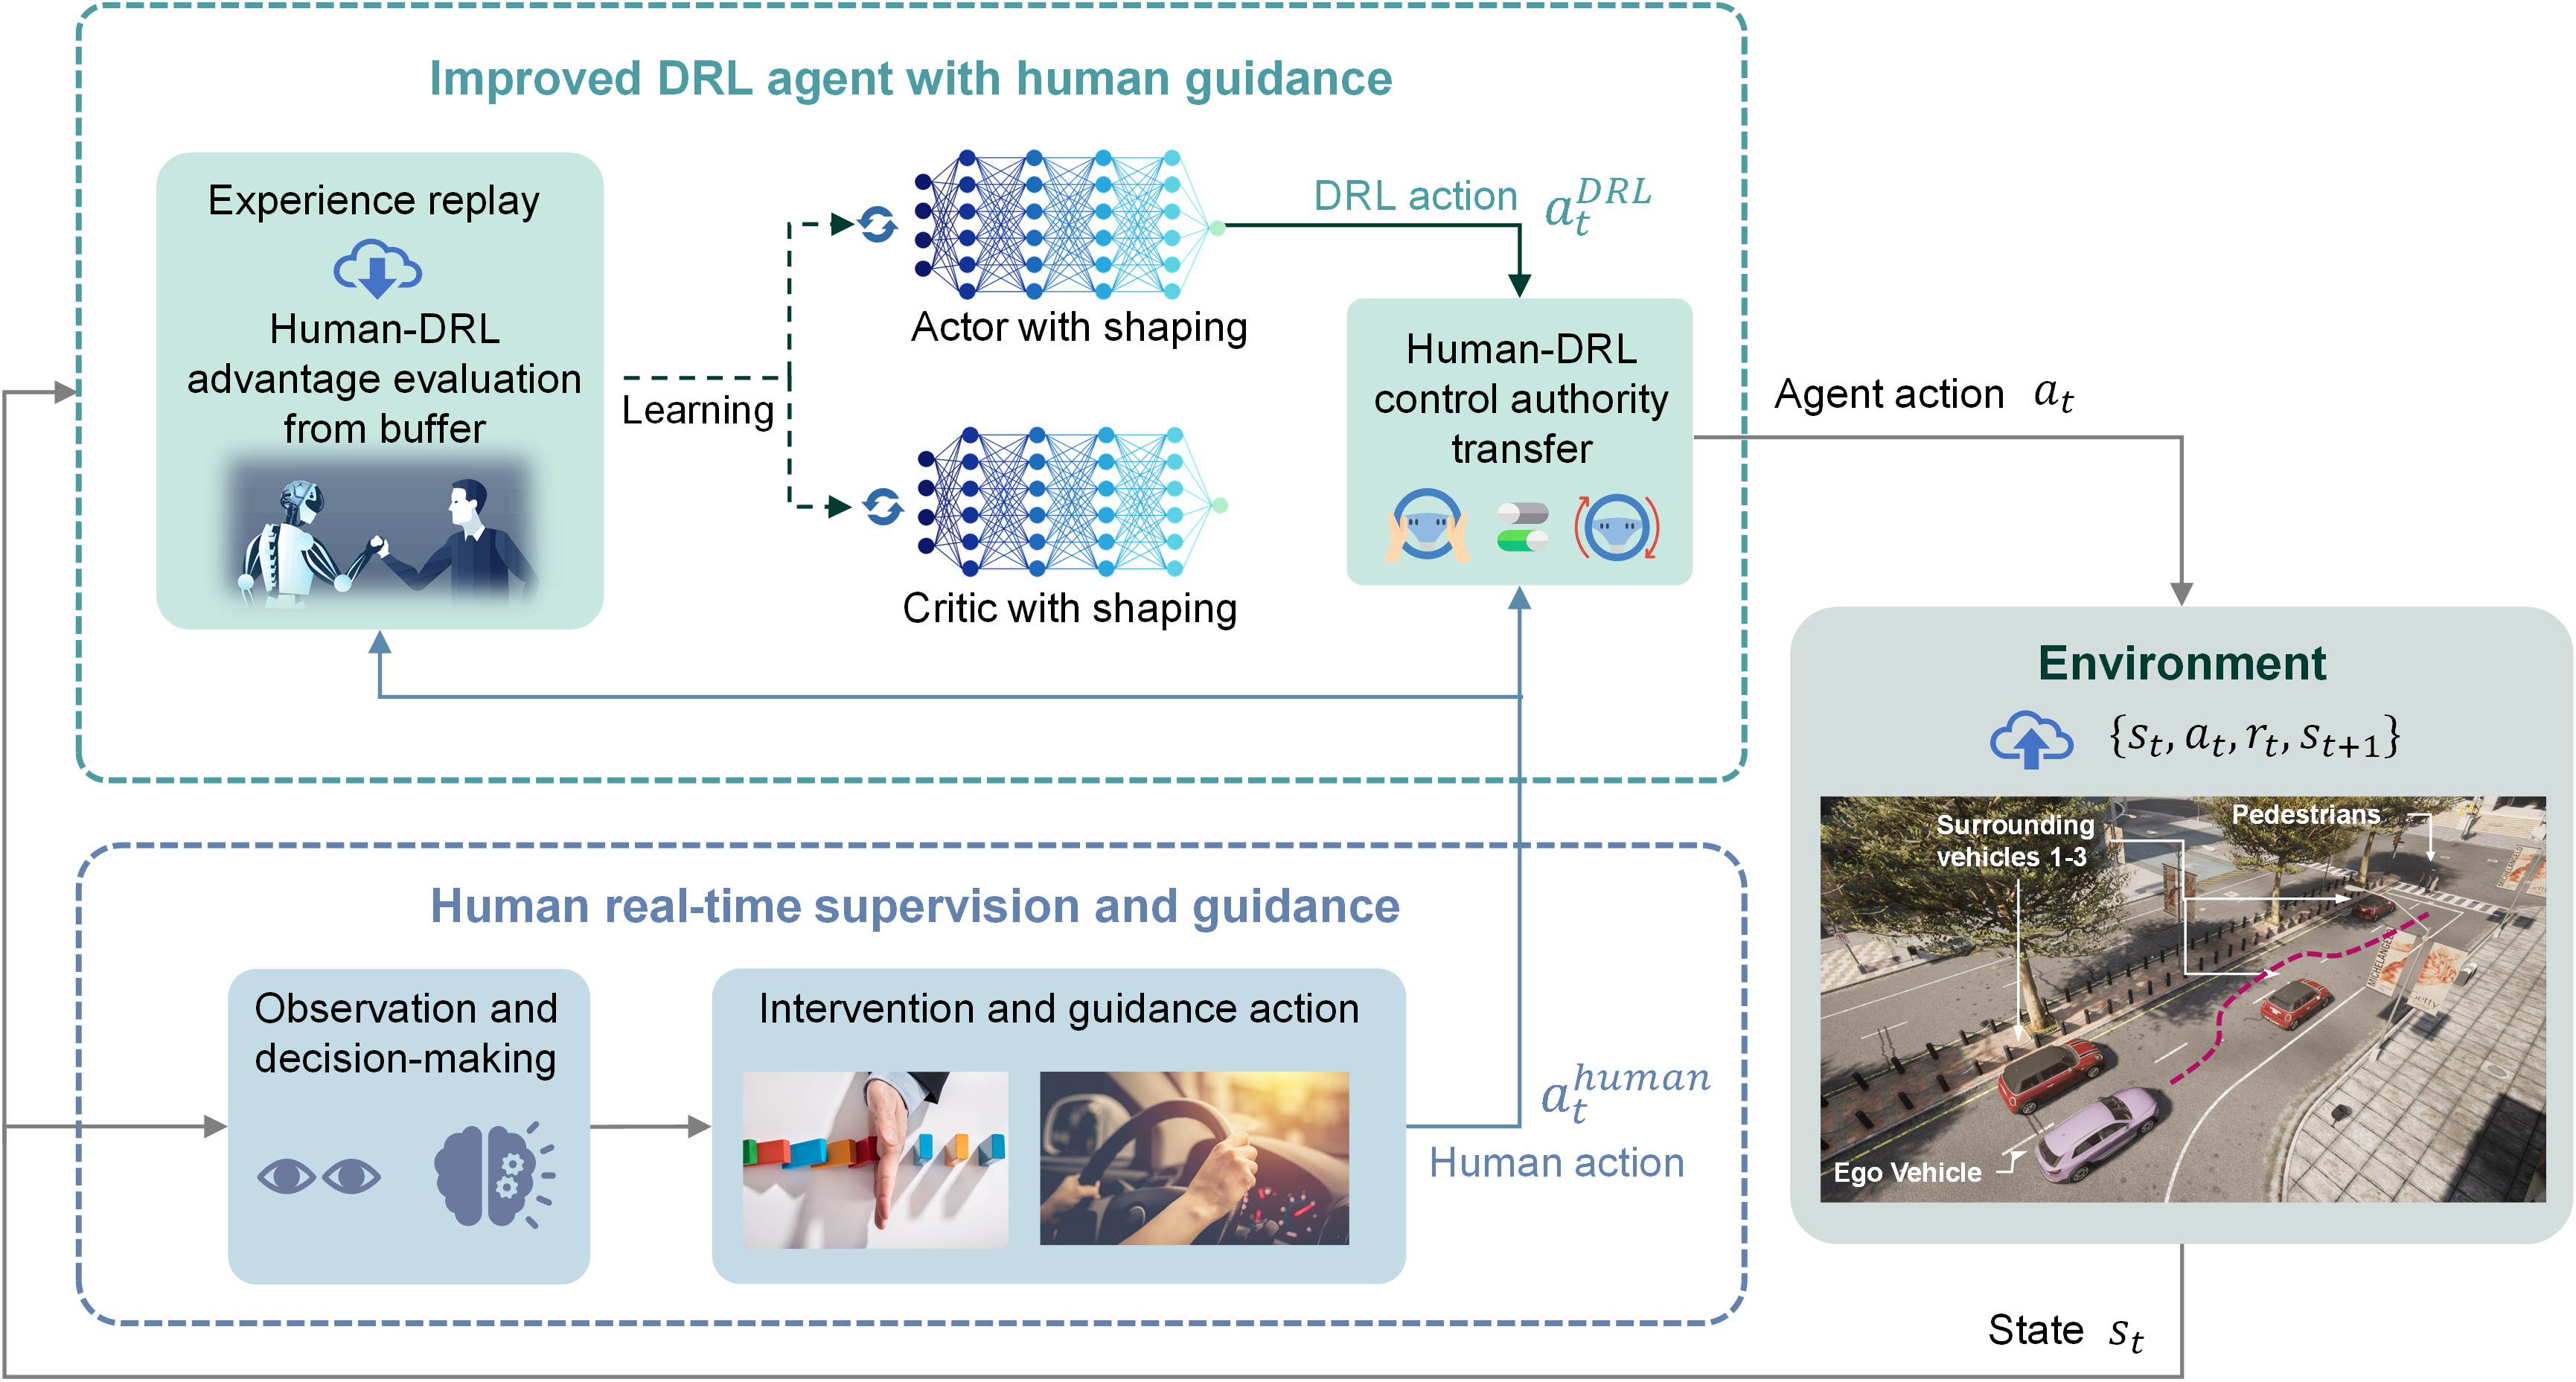 Improved DRL agent with human guidance
Experience replay
Human-DRL
advantage evaluation
from buffer
Learning
Actor with shaping
Critic with shaping
DRL action a_t^{DRL}
Human-DRL
control authority
transfer
Agent action a_t
Environment
{s_t, a_t, r_t, s_{t+1}}
Surrounding
vehicles 1-3
Pedestrians
MICHELANGELO
Getty
Ego Vehicle
Human real-time supervision and guidance
Observation and
decision-making
Intervention and guidance action
a_t^{human}
Human action
State s_t